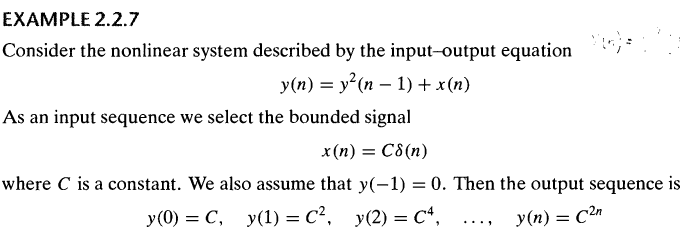 EXAMPLE 2.2.7
Consider the nonlinear system described by the input–output equation
y(n) = y²(n − 1) + x(n)
As an input sequence we select the bounded signal
x(n) = Cδ(n)
where C is a constant. We also assume that y(−1) = 0. Then the output sequence is
y(0) = C,   y(1) = C²,   y(2) = C⁴,   ...,   y(n) = C²ⁿ